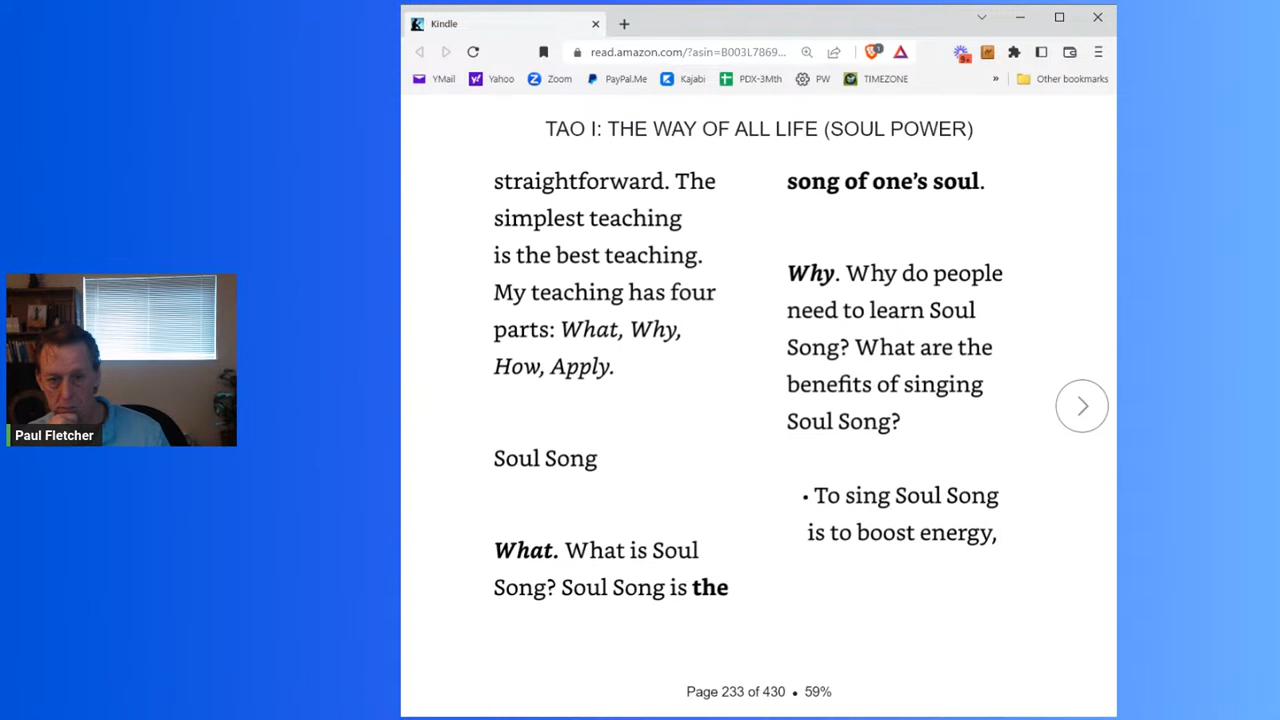 Kindle
read.amazon.com/?asin=B003L7869...
1
9+
YMail
Yahoo
Zoom
PayPal.Me
Kajabi
PDX-3Mth
PW
TIMEZONE
»
Other bookmarks
TAO I: THE WAY OF ALL LIFE (SOUL POWER)
straightforward. The
simplest teaching
is the best teaching.
My teaching has four
parts: What, Why,
How, Apply.
Soul Song
What. What is Soul
Song? Soul Song is the
song of one’s soul.
Why. Why do people
need to learn Soul
Song? What are the
benefits of singing
Soul Song?
• To sing Soul Song
is to boost energy,
Page 233 of 430 • 59%
Paul Fletcher